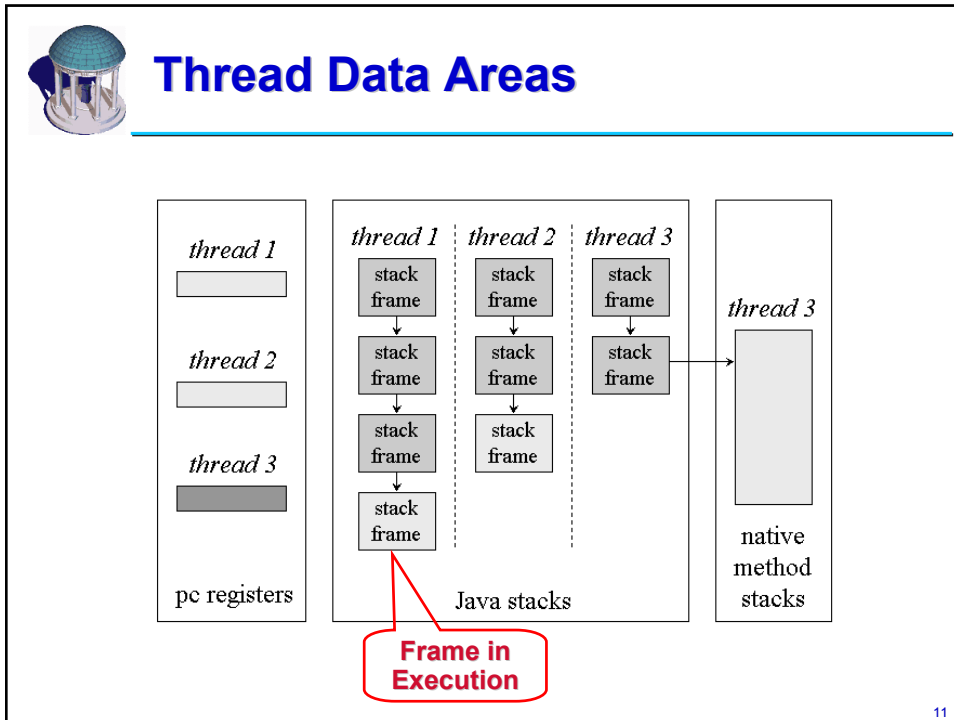 Thread Data Areas
thread 1
thread 2
thread 3
pc registers
thread 1
stack
frame
stack
frame
stack
frame
stack
frame
thread 2
stack
frame
stack
frame
stack
frame
thread 3
stack
frame
stack
frame
Java stacks
thread 3
native
method
stacks
Frame in
Execution
11